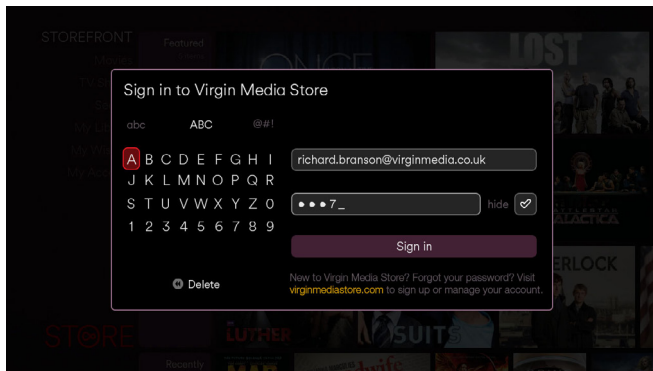 STOREFRONT
Featured
ONCE
LOST
Sign in to Virgin Media Store
abc ABC @#!
A B C D E F G H I
J K L M N O P Q R
S T U V W X Y Z 0
1 2 3 4 5 6 7 8 9
richard.branson@virginmedia.co.uk
•••7_
hide
Sign in
Delete
New to Virgin Media Store? Forgot your password? Visit
virginmediastore.com to sign up or manage your account.
GALACTICA
ERLOCK
STORE
LUTHER
SUITS
Recently